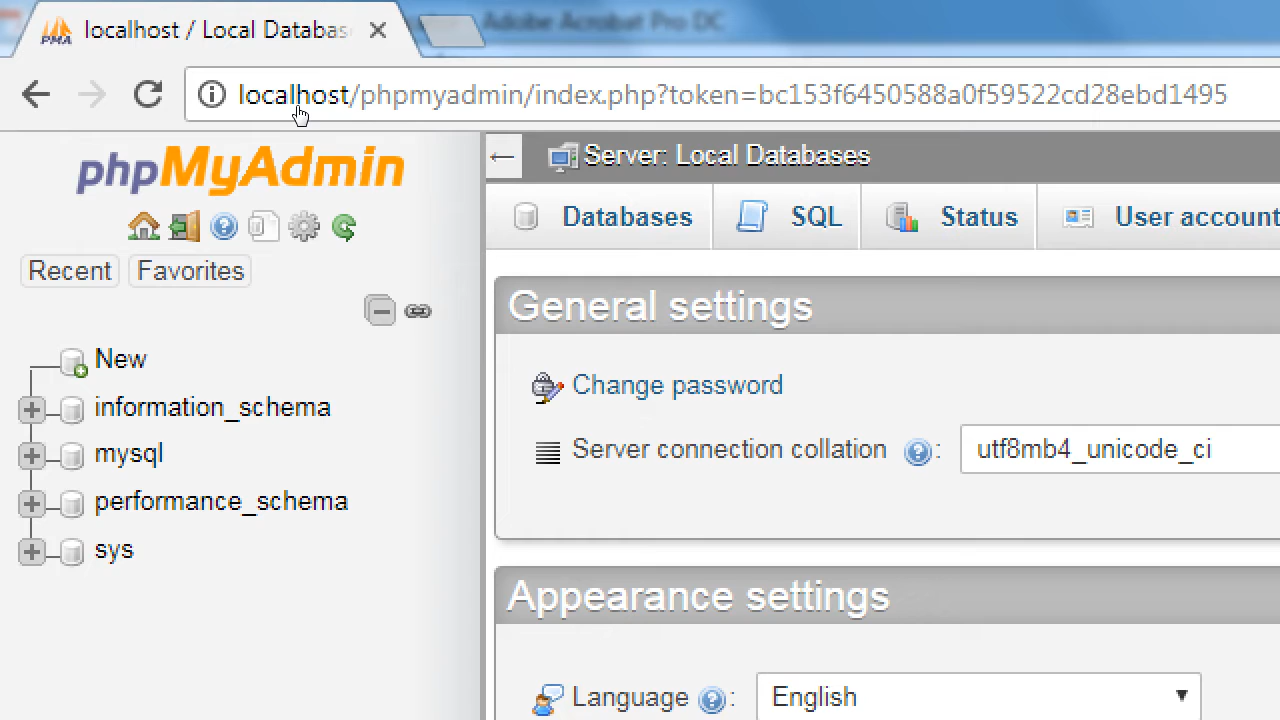 Adobe Acrobat Pro DC
localhost / Local Databas
PMA
localhost/phpmyadmin/index.php?token=bc153f6450588a0f59522cd28ebd1495
phpMyAdmin
Recent Favorites
New
information_schema
mysql
performance_schema
sys
Server: Local Databases
Databases SQL Status User account
General settings
Change password
Server connection collation : utf8mb4_unicode_ci
Appearance settings
Language : English